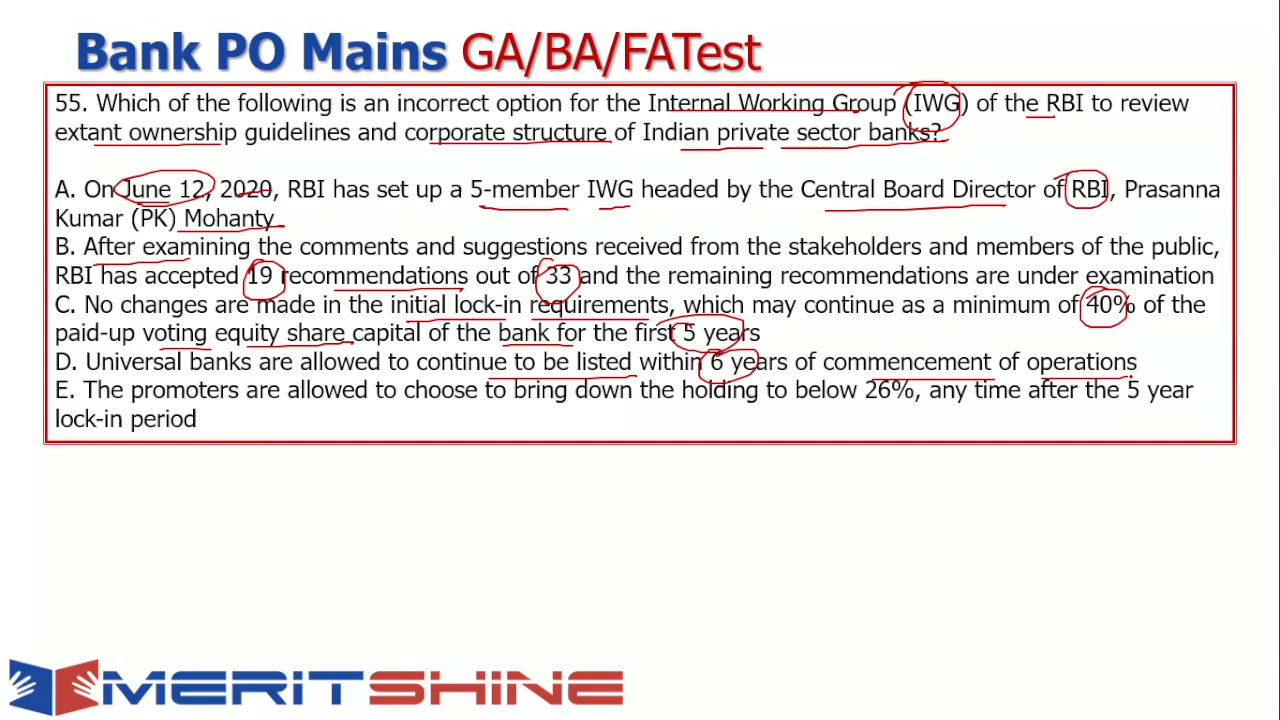 Bank PO Mains GA/BA/FATest
55. Which of the following is an incorrect option for the Internal Working Group (IWG) of the RBI to review
extant ownership guidelines and corporate structure of Indian private sector banks?
A. On June 12, 2020, RBI has set up a 5-member IWG headed by the Central Board Director of RBI, Prasanna
Kumar (PK) Mohanty
B. After examining the comments and suggestions received from the stakeholders and members of the public,
RBI has accepted 19 recommendations out of 33 and the remaining recommendations are under examination
C. No changes are made in the initial lock-in requirements, which may continue as a minimum of 40% of the
paid-up voting equity share capital of the bank for the first 5 years
D. Universal banks are allowed to continue to be listed within 6 years of commencement of operations
E. The promoters are allowed to choose to bring down the holding to below 26%, any time after the 5 year
lock-in period
MERITSHINE